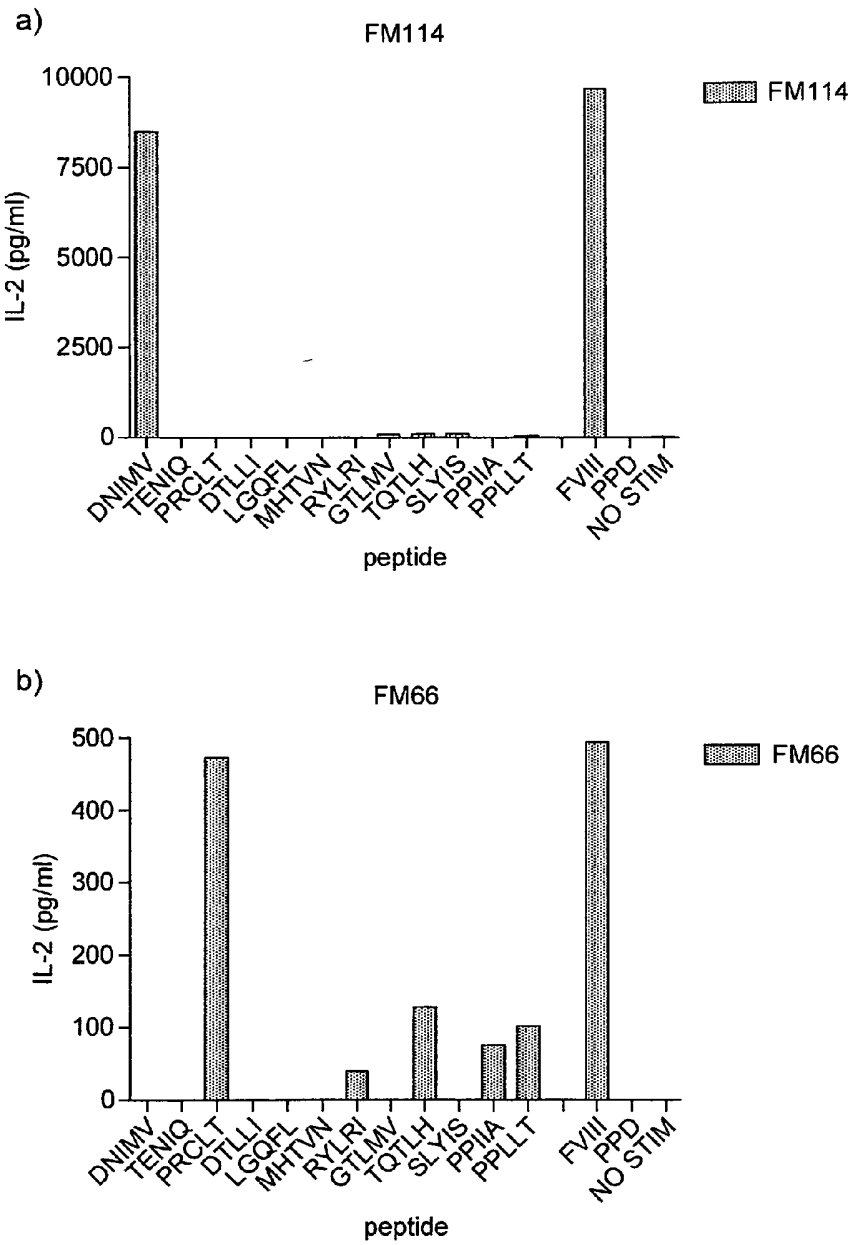 a)
FM114
FM114
10000
7500
5000
2500
0
IL-2 (pg/ml)
DNIMV
TENIQ
PRCLT
DTLLI
LGQFL
MHTVN
RYLRI
GTLMV
TQTLH
SLYIS
PPIIA
PPLLT
FVIII
PPD
NO STIM
peptide
b)
FM66
FM66
500
400
300
200
100
0
IL-2 (pg/ml)
DNIMV
TENIQ
PRCLT
DTLLI
LGQFL
MHTVN
RYLRI
GTLMV
TQTLH
SLYIS
PPIIA
PPLLT
FVIII
PPD
NO STIM
peptide